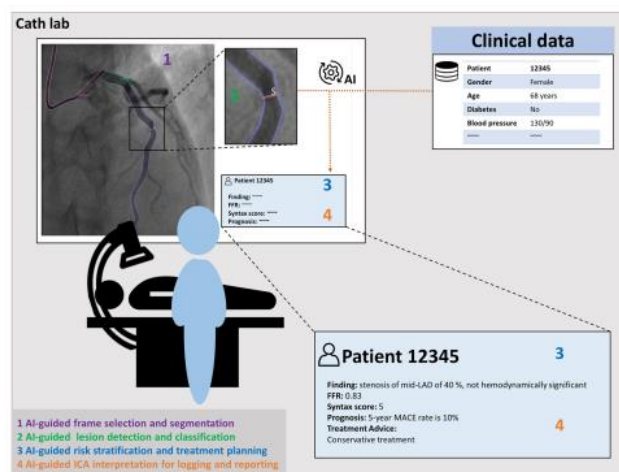 Cath lab
1
2
AI
Clinical data
Patient 12345
Gender Female
Age 68 years
Diabetes No
Blood pressure 130/90
Patient 12345
3
Finding:
FFR:
Syntax score:
Prognosis:
4
Patient 12345
3
Finding: stenosis of mid-LAD of 40 %, not hemodynamically significant
FFR: 0.83
Syntax score: 5
Prognosis: 5-year MACE rate is 10%
Treatment Advice:
Conservative treatment
4
1 AI-guided frame selection and segmentation
2 AI-guided lesion detection and classification
3 AI-guided risk stratification and treatment planning
4 AI-guided ICA interpretation for logging and reporting